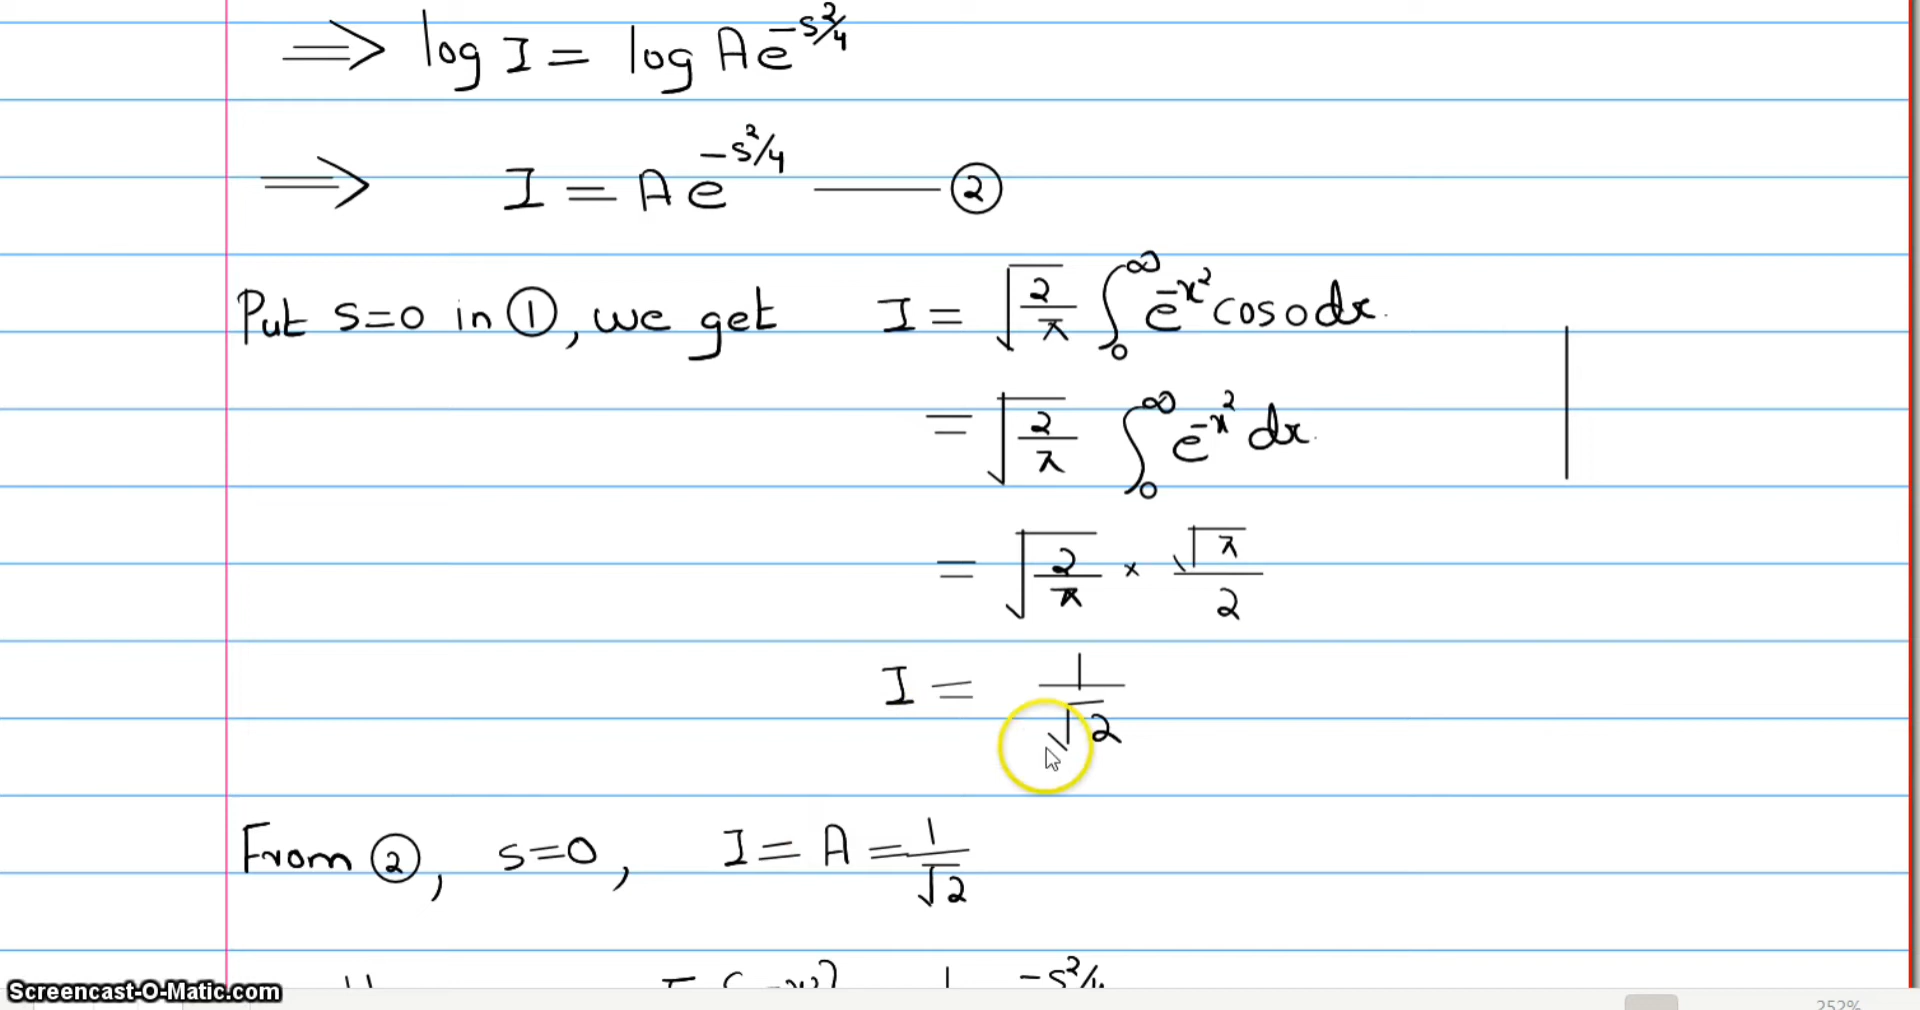 ⟹ log I = log Ae^{-s²/4}
⟹ I = Ae^{-s²/4} —— ②
Put s=0 in ①, we get I = √(2/π) ∫₀^∞ e^{-x²} cos0 dx.
= √(2/π) ∫₀^∞ e^{-x²} dx.
= √(2/π) × √π/2
I = 1/√2
From ②, s=0, I = A = 1/√2
Screencast-O-Matic.com
252%